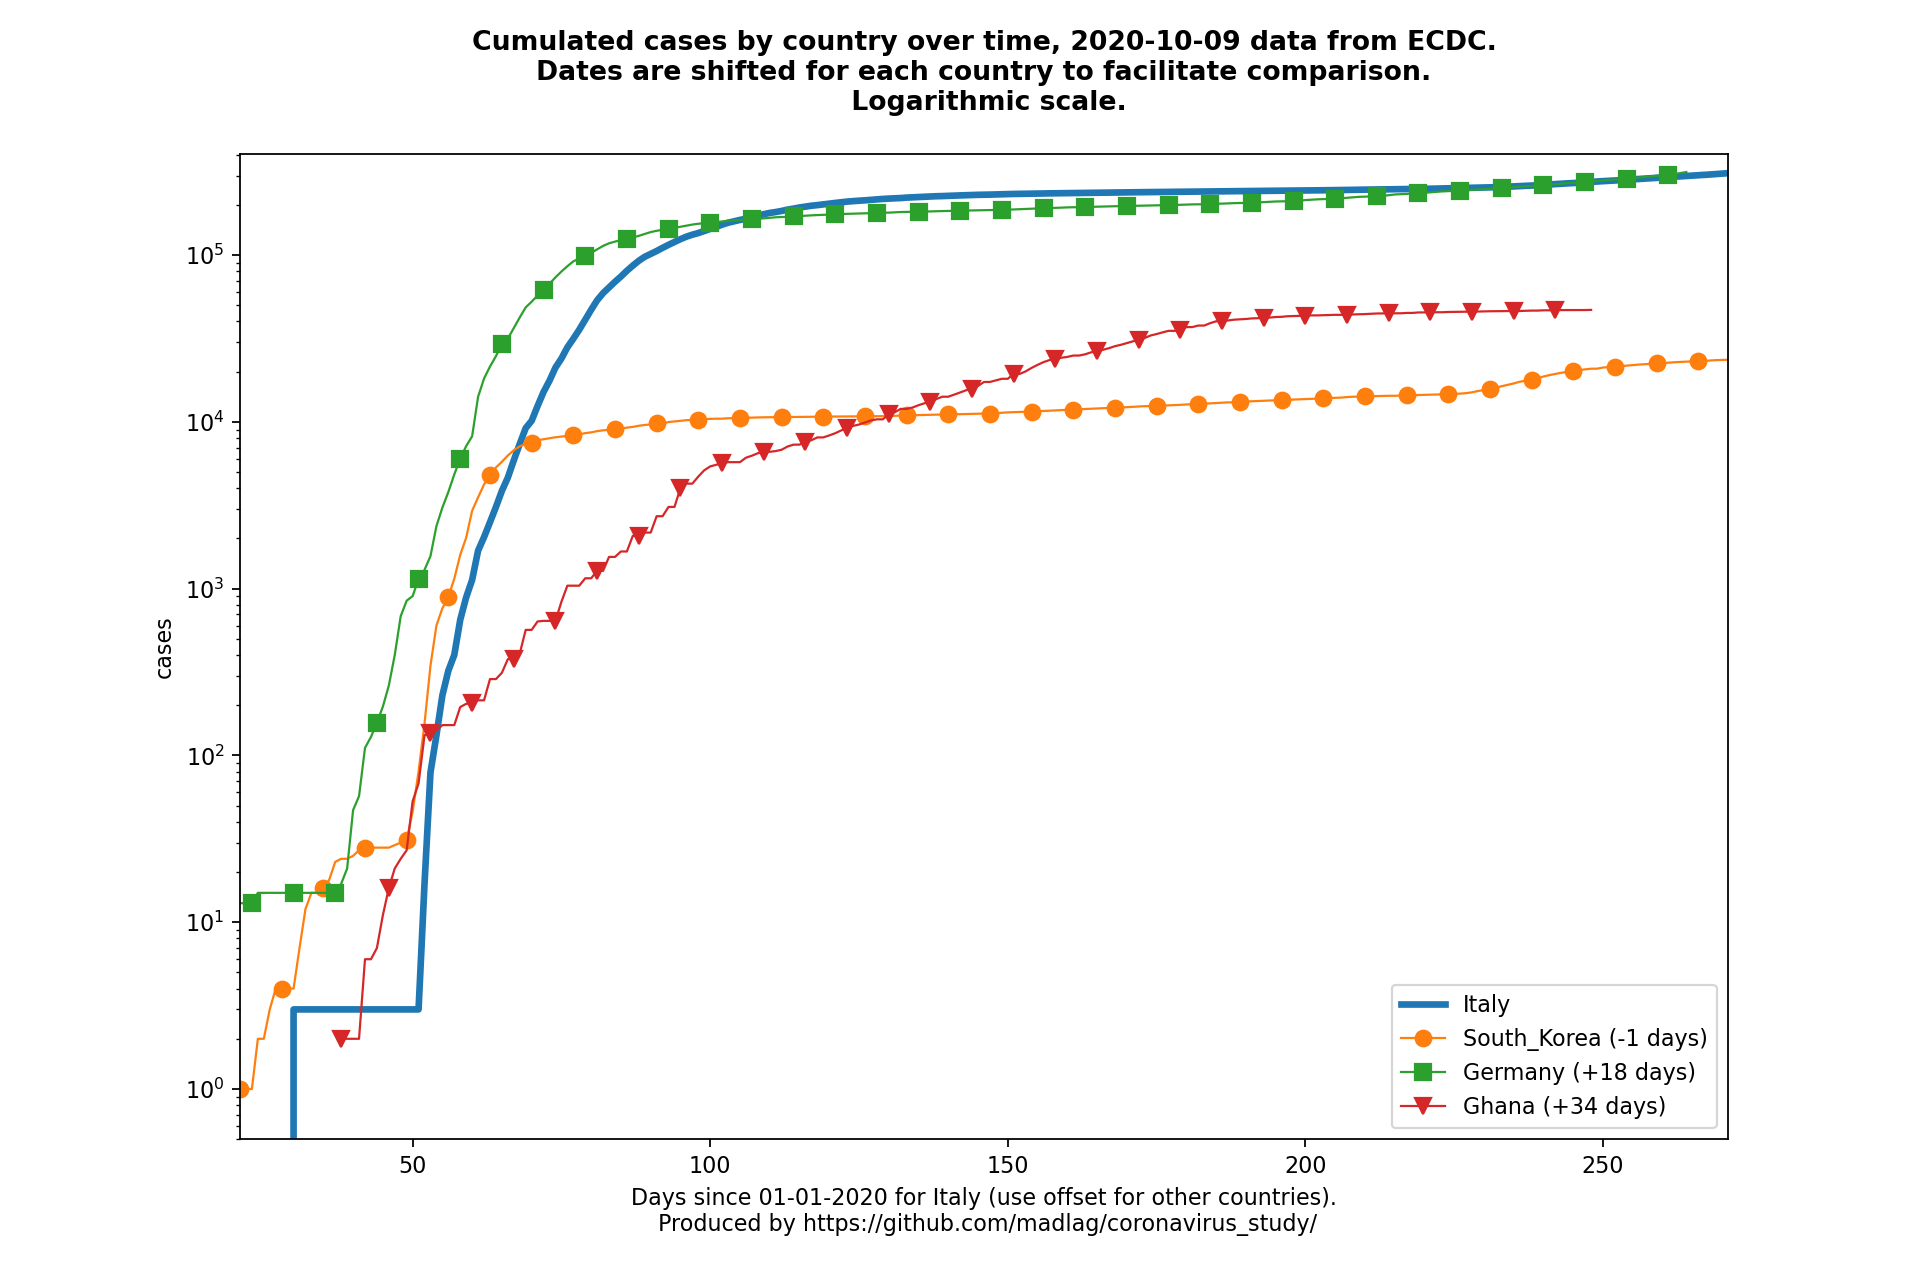 Cumulated cases by country over time, 2020-10-09 data from ECDC.
Dates are shifted for each country to facilitate comparison.
Logarithmic scale.
10^5
10^4
10^3
10^2
10^1
10^0
cases
50
100
150
200
250
Italy
South_Korea (-1 days)
Germany (+18 days)
Ghana (+34 days)
Days since 01-01-2020 for Italy (use offset for other countries).
Produced by https://github.com/madlag/coronavirus_study/